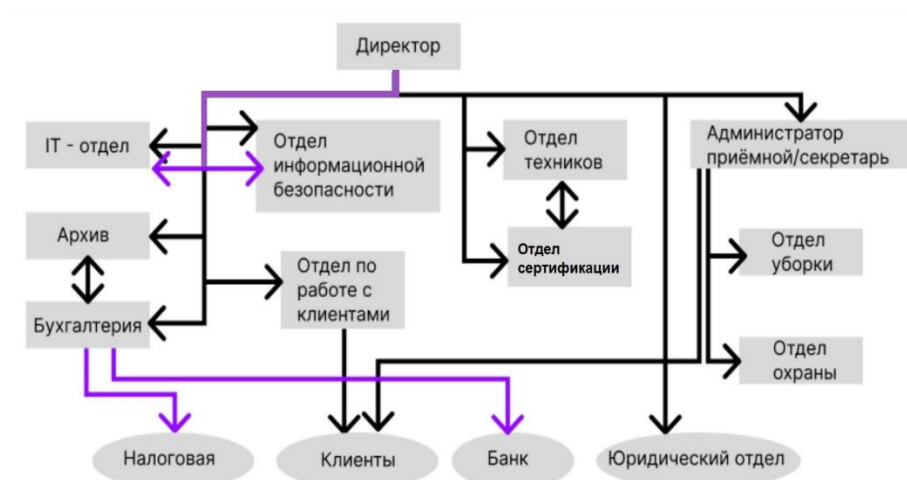 Директор
IT - отдел
Отдел
информационной
безопасности
Отдел
техников
Администратор
приёмной/секретарь
Архив
Отдел по
работе с
клиентами
Отдел
сертификации
Отдел
уборки
Бухгалтерия
Отдел
охраны
Налоговая
Клиенты
Банк
Юридический отдел